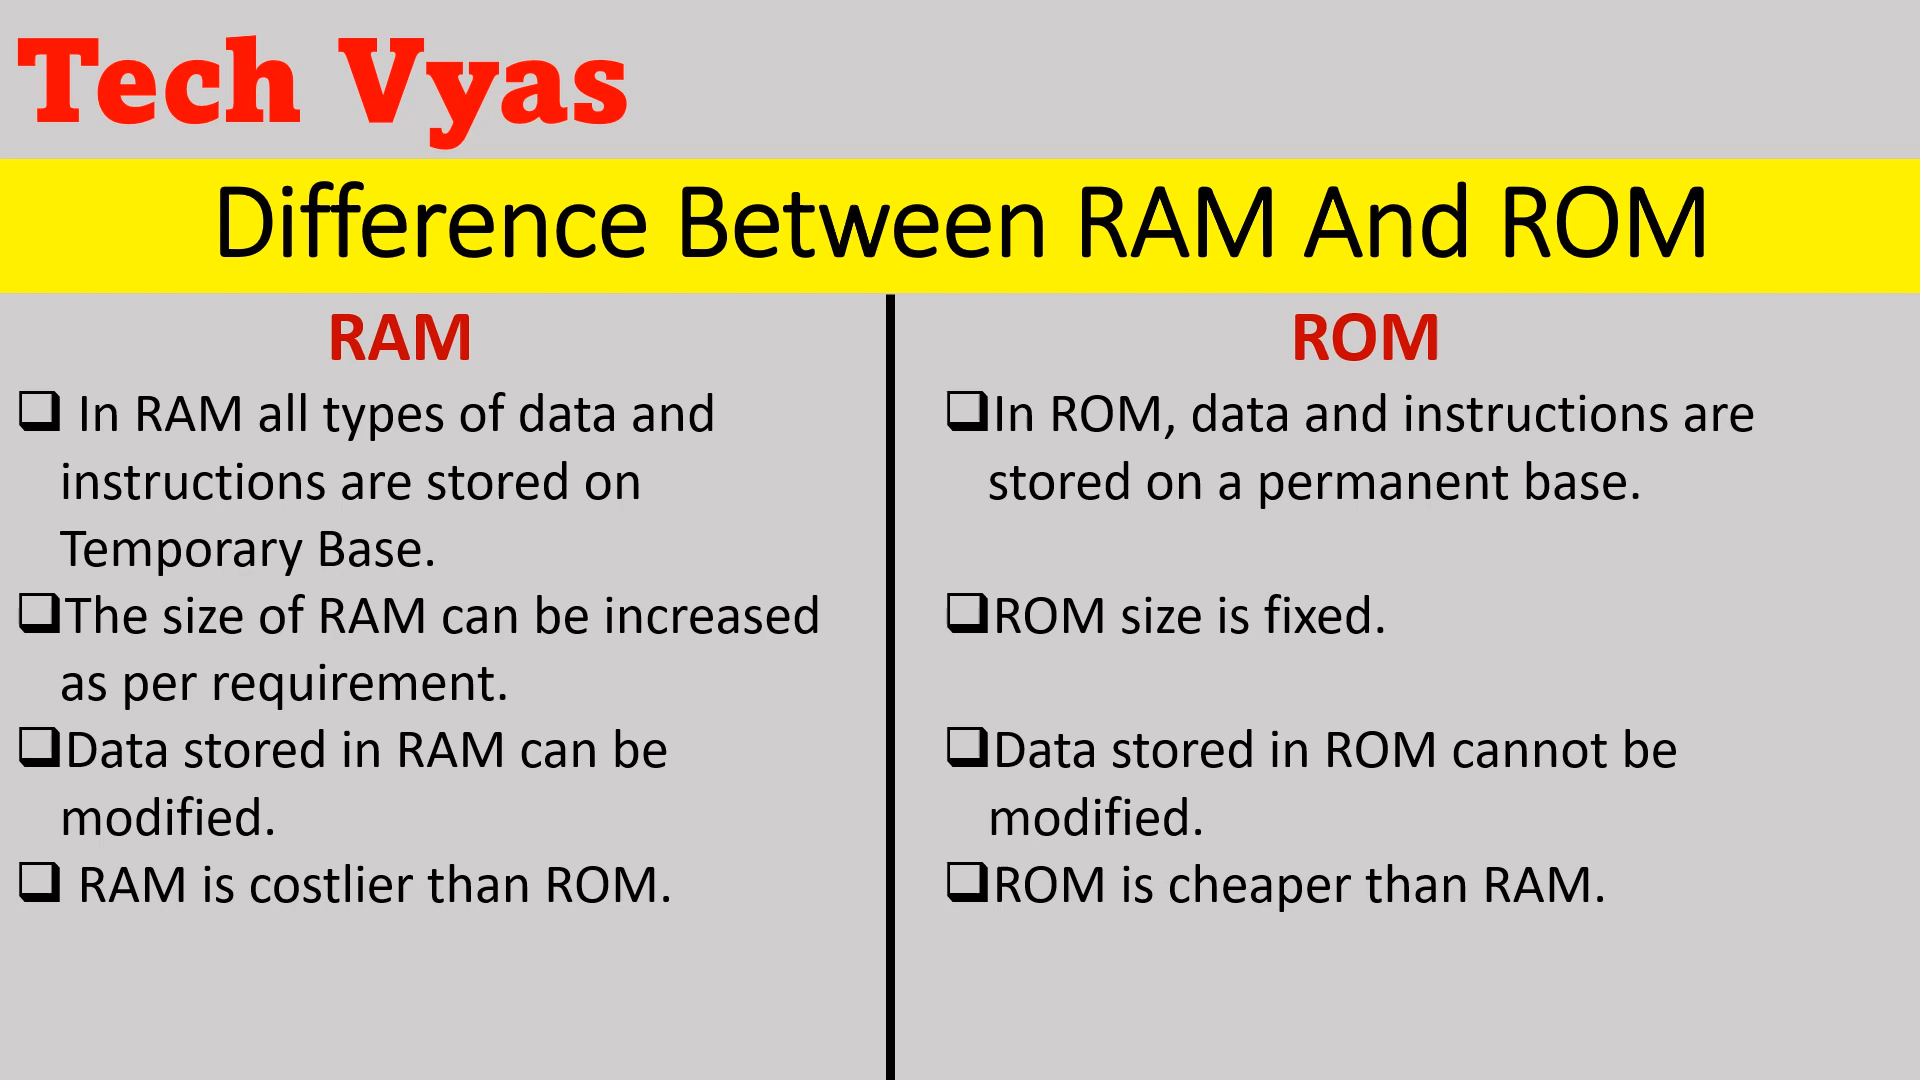 Tech Vyas
Difference Between RAM And ROM
RAM
❑ In RAM all types of data and
instructions are stored on
Temporary Base.
❑The size of RAM can be increased
as per requirement.
❑Data stored in RAM can be
modified.
❑ RAM is costlier than ROM.
ROM
❑In ROM, data and instructions are
stored on a permanent base.
❑ROM size is fixed.
❑Data stored in ROM cannot be
modified.
❑ROM is cheaper than RAM.